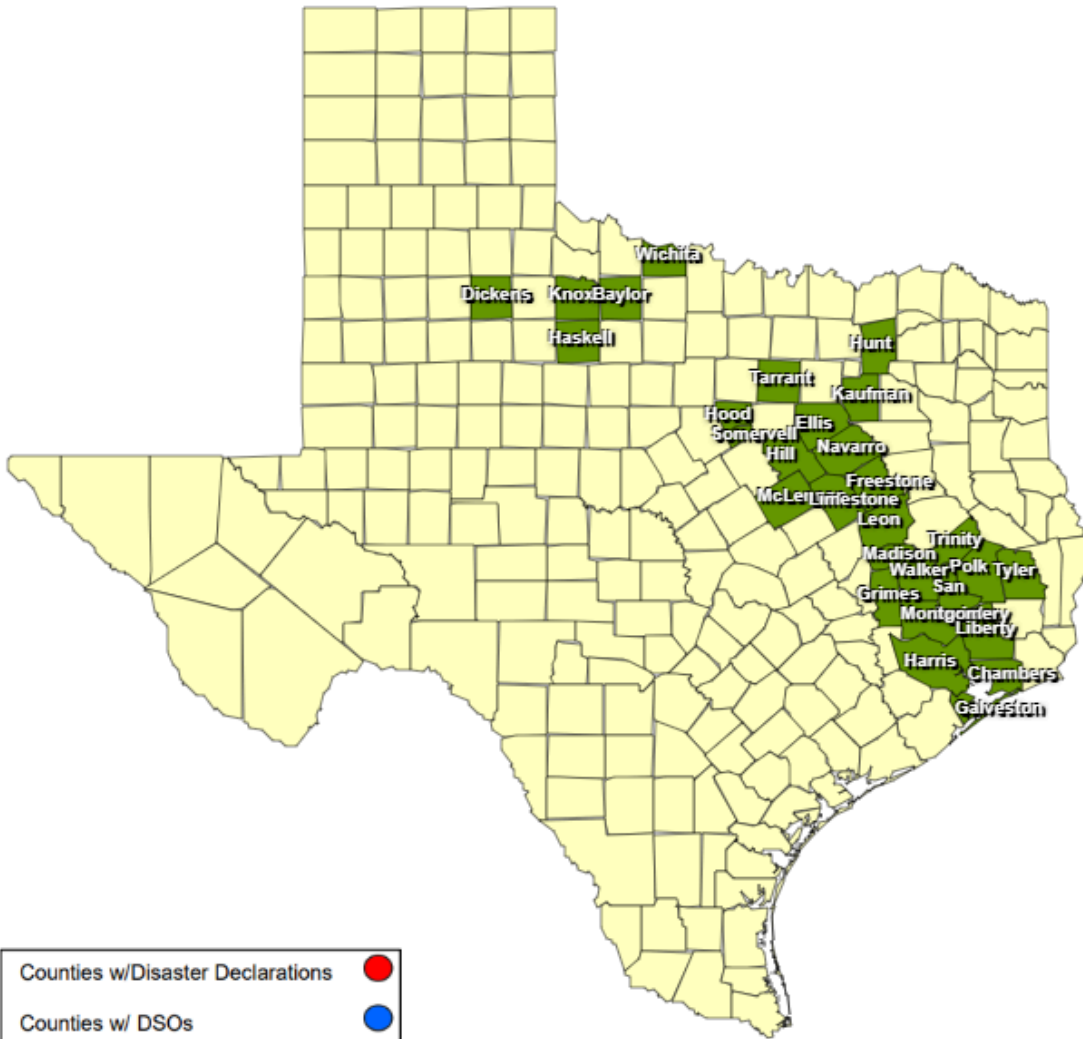 Wichita
Dickens
Knox
Baylor
Haskell
Hunt
Tarrant
Kaufman
Hood
Ellis
Somervell
Navarro
Hill
Freestone
McLennan
Limestone
Leon
Trinity
Madison
Walker
Polk
Tyler
San
Grimes
Montgomery
Liberty
Harris
Chambers
Galveston
Counties w/Disaster Declarations
Counties w/ DSOs